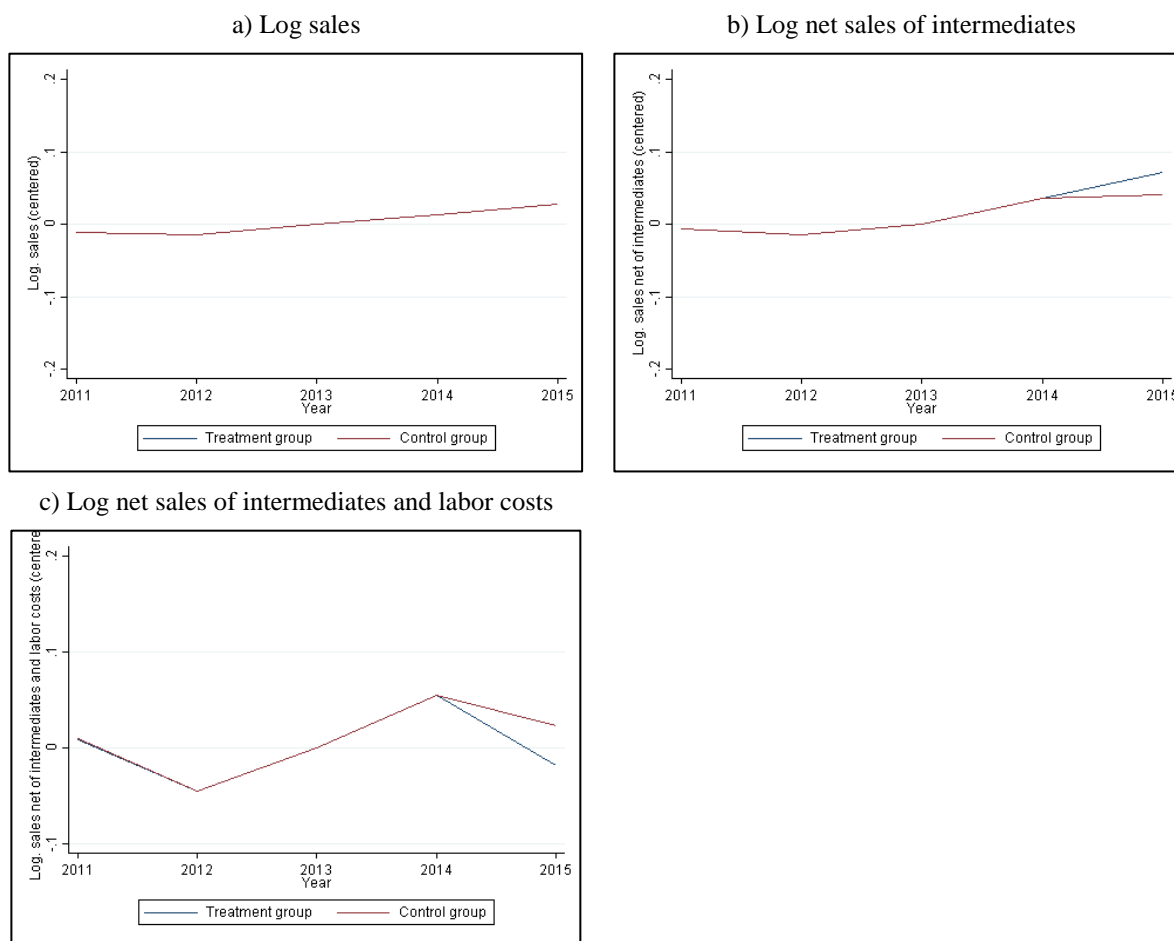 a) Log sales
Log. sales (centered)
.2
.1
0
-.1
-.2
2011 2012 2013 2014 2015
Year
Treatment group Control group
b) Log net sales of intermediates
Log. sales net of intermediates (centered)
.2
.1
0
-.1
-.2
2011 2012 2013 2014 2015
Year
Treatment group Control group
c) Log net sales of intermediates and labor costs
Log. sales net of intermediates and labor costs (centere
.2
.1
0
-.1
2011 2012 2013 2014 2015
Year
Treatment group Control group